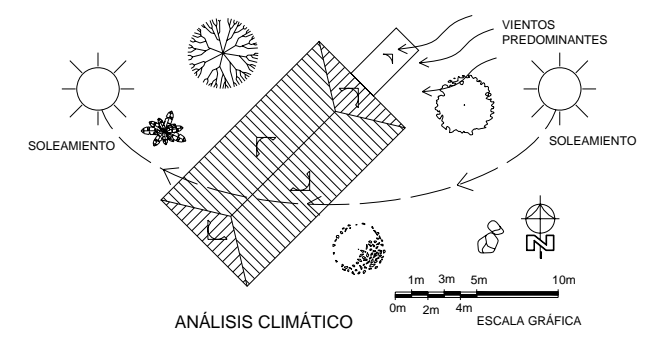 VIENTOS
PREDOMINANTES
SOLEAMIENTO
SOLEAMIENTO
N
1m 3m 5m 10m
0m 2m 4m
ESCALA GRÁFICA
ANÁLISIS CLIMÁTICO